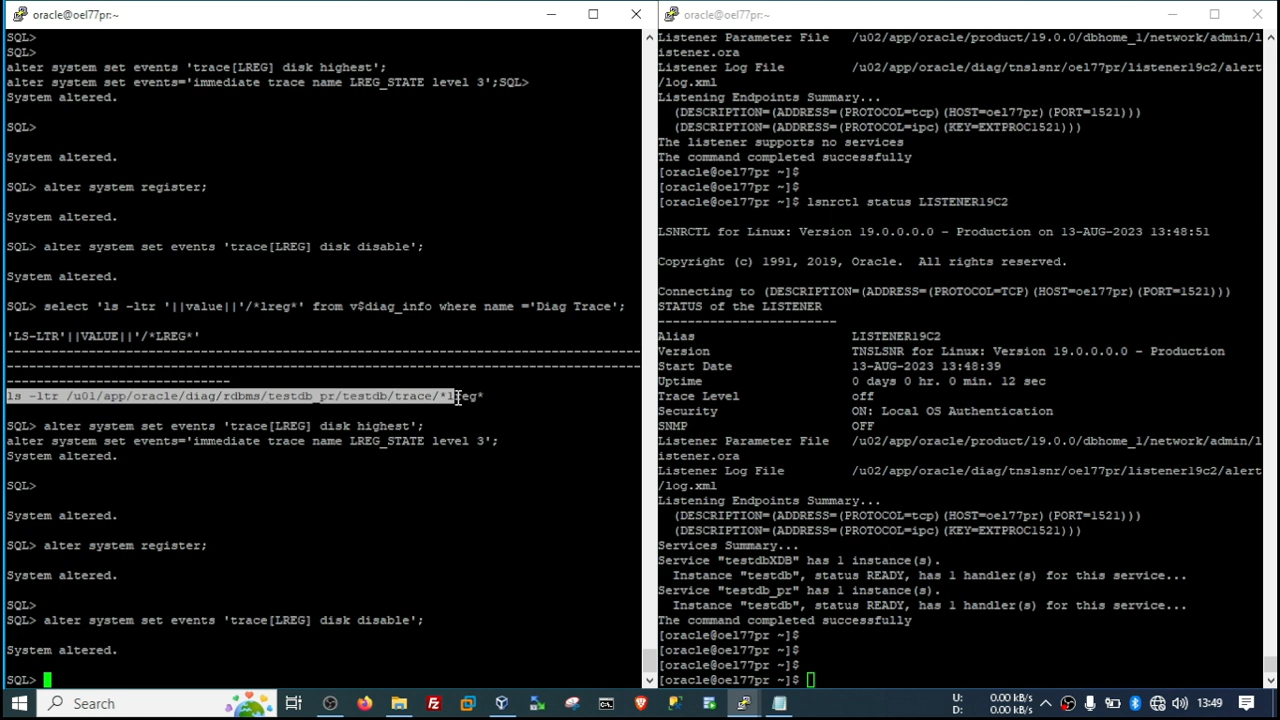 oracle@oel77pr:~
SQL>
SQL>
alter system set events 'trace[LREG] disk highest';
alter system set events='immediate trace name LREG_STATE level 3';SQL>
System altered.
SQL>
System altered.
SQL> alter system register;
System altered.
SQL> alter system set events 'trace[LREG] disk disable';
System altered.
SQL> select 'ls -ltr '||value||'/*lreg*' from v$diag_info where name ='Diag Trace';
'LS-LTR'||VALUE||'/*LREG*'
--------------------------------------------------------------------------------------
--------------------------------------------------------------------------------------
------------------------------
ls -ltr /u01/app/oracle/diag/rdbms/testdb_pr/testdb/trace/*lreg*
SQL> alter system set events 'trace[LREG] disk highest';
alter system set events='immediate trace name LREG_STATE level 3';
System altered.
SQL>
System altered.
SQL> alter system register;
System altered.
SQL>
alter system set events 'trace[LREG] disk disable';
System altered.
SQL>
oracle@oel77pr:~
Listener Parameter File   /u02/app/oracle/product/19.0.0/dbhome_1/network/admin/l
istener.ora
Listener Log File         /u02/app/oracle/diag/tnslsnr/oel77pr/listener19c2/alert
/log.xml
Listening Endpoints Summary...
(DESCRIPTION=(ADDRESS=(PROTOCOL=tcp)(HOST=oel77pr)(PORT=1521)))
(DESCRIPTION=(ADDRESS=(PROTOCOL=ipc)(KEY=EXTPROC1521)))
The listener supports no services
The command completed successfully
[oracle@oel77pr ~]$
[oracle@oel77pr ~]$
[oracle@oel77pr ~]$ lsnrctl status LISTENER19C2
LSNRCTL for Linux: Version 19.0.0.0.0 - Production on 13-AUG-2023 13:48:51
Copyright (c) 1991, 2019, Oracle.  All rights reserved.
Connecting to (DESCRIPTION=(ADDRESS=(PROTOCOL=TCP)(HOST=oel77pr)(PORT=1521)))
STATUS of the LISTENER
------------------------
Alias                     LISTENER19C2
Version                   TNSLSNR for Linux: Version 19.0.0.0.0 - Production
Start Date                13-AUG-2023 13:48:39
Uptime                    0 days 0 hr. 0 min. 12 sec
Trace Level               off
Security                  ON: Local OS Authentication
SNMP                      OFF
Listener Parameter File   /u02/app/oracle/product/19.0.0/dbhome_1/network/admin/l
istener.ora
Listener Log File         /u02/app/oracle/diag/tnslsnr/oel77pr/listener19c2/alert
/log.xml
Listening Endpoints Summary...
(DESCRIPTION=(ADDRESS=(PROTOCOL=tcp)(HOST=oel77pr)(PORT=1521)))
(DESCRIPTION=(ADDRESS=(PROTOCOL=ipc)(KEY=EXTPROC1521)))
Services Summary...
Service "testdbXDB" has 1 instance(s).
Instance "testdb", status READY, has 1 handler(s) for this service...
Service "testdb_pr" has 1 instance(s).
Instance "testdb", status READY, has 1 handler(s) for this service...
The command completed successfully
[oracle@oel77pr ~]$
[oracle@oel77pr ~]$
[oracle@oel77pr ~]$
[oracle@oel77pr ~]$
Search
U: 0.00 kB/s
D: 0.00 kB/s
13:49